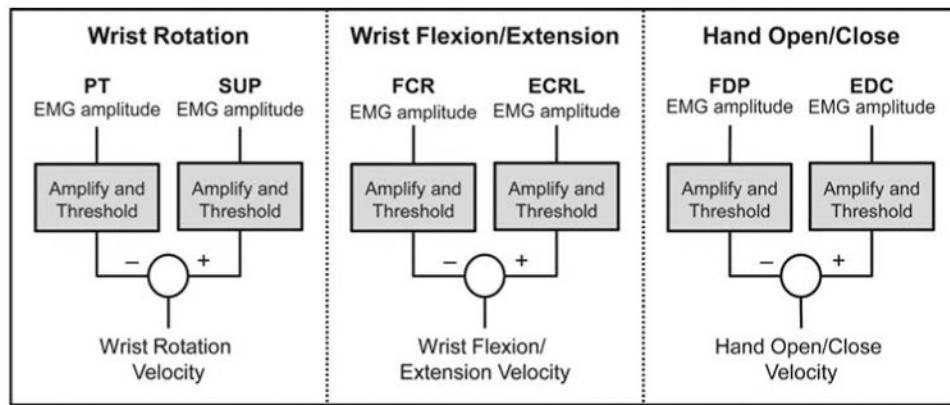 Wrist Rotation
PT
EMG amplitude
SUP
EMG amplitude
Amplify and
Threshold
Amplify and
Threshold
–
+
Wrist Rotation
Velocity
Wrist Flexion/Extension
FCR
EMG amplitude
ECRL
EMG amplitude
Amplify and
Threshold
Amplify and
Threshold
–
+
Wrist Flexion/
Extension Velocity
Hand Open/Close
FDP
EMG amplitude
EDC
EMG amplitude
Amplify and
Threshold
Amplify and
Threshold
–
+
Hand Open/Close
Velocity